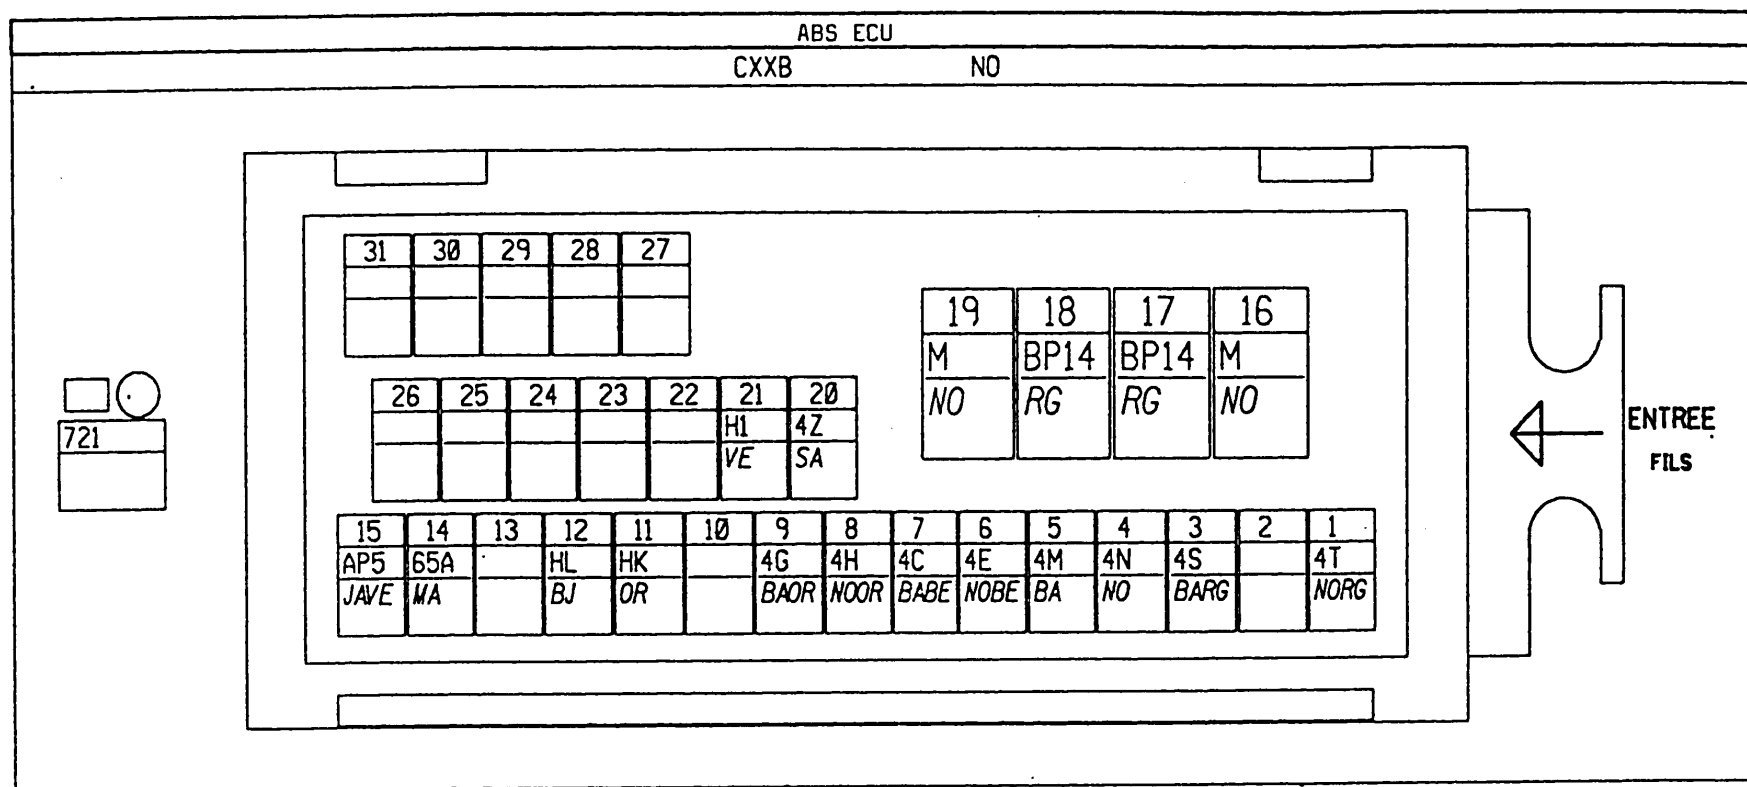 ABS ECU
CXXB NO
31 30 29 28 27
19 18 17 16
M BP14 BP14 M
NO RG RG NO
26 25 24 23 22 21 20
H1 4Z
VE SA
721
ENTREE
FILS
15 14 13 12 11 10 9 8 7 6 5 4 3 2 1
AP5 65A HL HK 4G 4H 4C 4E 4M 4N 4S 4T
JAVE MA BJ OR BAOR NOOR BABE NOBE BA NO BARG NORG